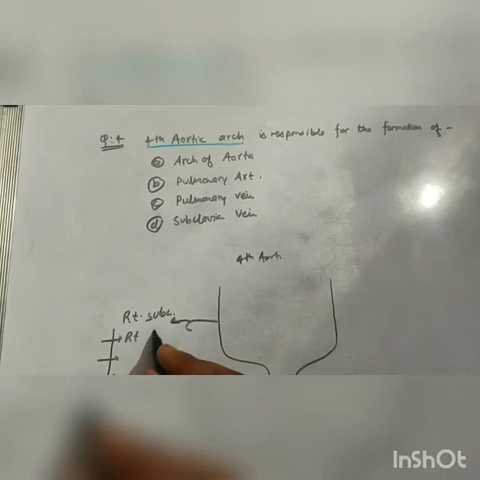 Q.4 4th Aortic arch is responsible for the formation of -
(a) Arch of Aorta
(b) Pulmonary Art.
(c) Pulmonary vein
(d) Subclavian Vein
4th Aorti
Rt. Subc.
Rt
InShOt